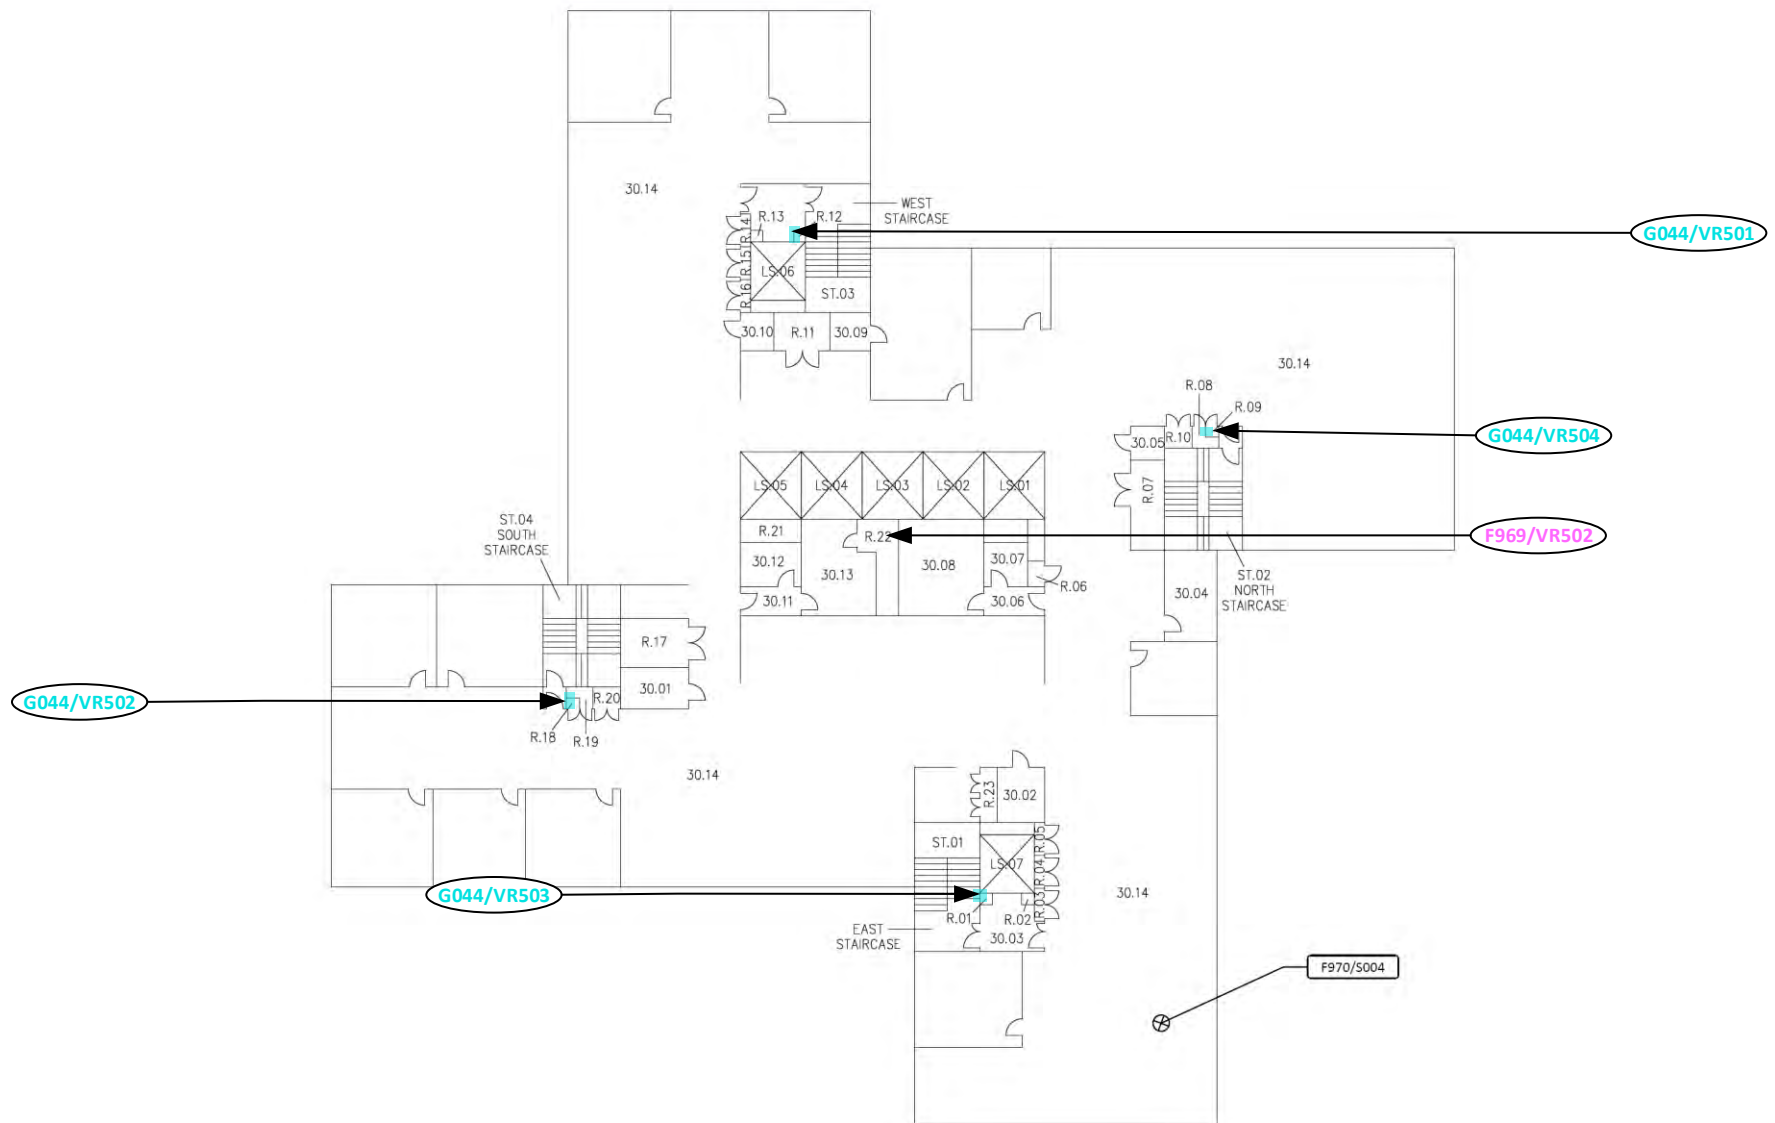 30.14
WEST
STAIRCASE
R.13
R.12
R.14
G044/VR501
R.15
LS.06
R.16
ST.03
30.10
R.11
30.09
30.14
R.08
R.09
G044/VR504
30.05
R.10
R.07
LS.05
LS.04
LS.03
LS.02
LS.01
ST.04
SOUTH
STAIRCASE
R.21
R.22
F969/VR502
30.12
30.13
30.08
30.07
R.06
ST.02
NORTH
STAIRCASE
30.04
30.11
30.06
R.17
30.01
G044/VR502
R.20
R.18
R.19
30.14
R.23
30.02
ST.01
R.05
LS.07
R.04
G044/VR503
30.14
R.03
R.01
R.02
EAST
STAIRCASE
30.03
F970/S004